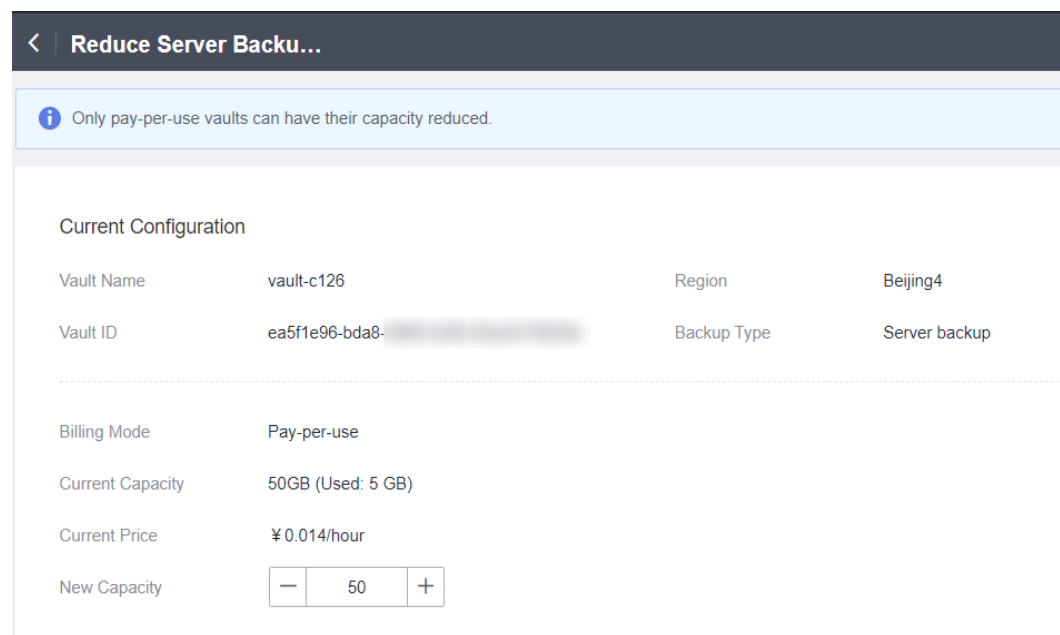 Reduce Server Backu...
Only pay-per-use vaults can have their capacity reduced.
Current Configuration
Vault Name vault-c126 Region Beijing4
Vault ID ea5f1e96-bda8- Backup Type Server backup
Billing Mode Pay-per-use
Current Capacity 50GB (Used: 5 GB)
Current Price ¥0.014/hour
New Capacity 50